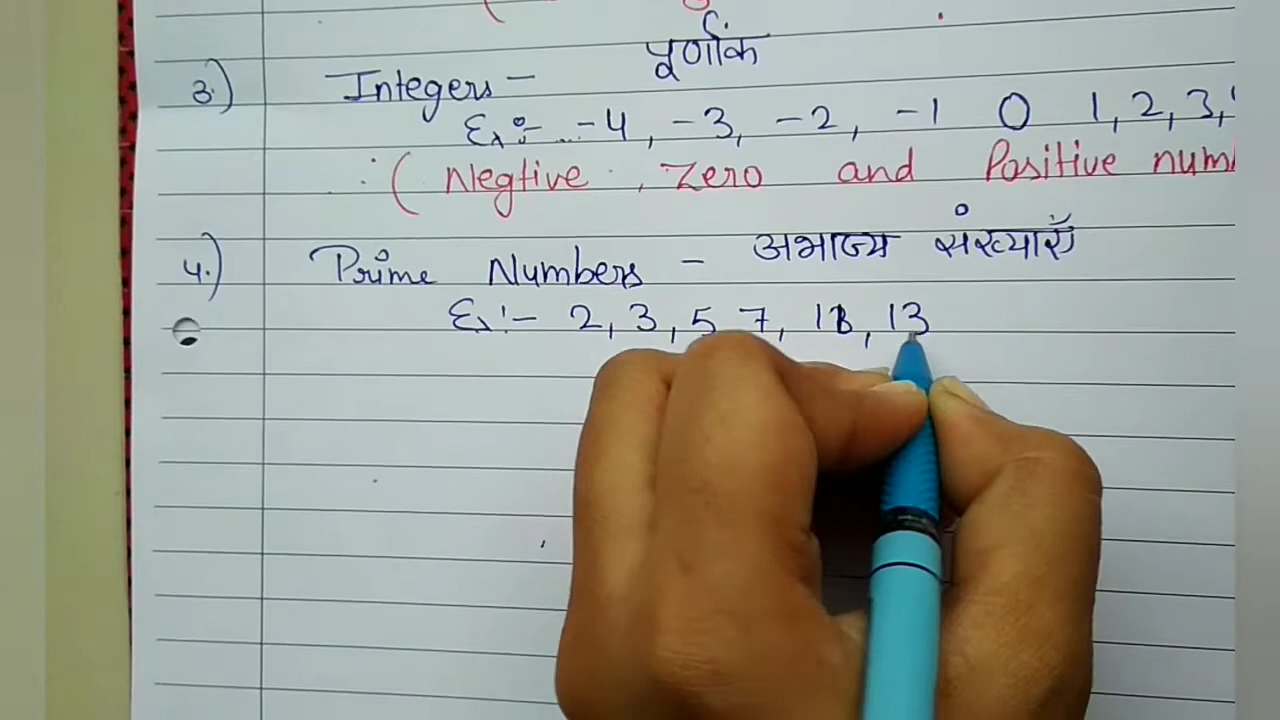 3.) Integers - पूर्णांक
Ex:- ... -4, -3, -2, -1 0 1, 2, 3,
( Negtive , Zero and Positive num
4.) Prime Numbers - अभाज्य संख्याएँ
Ex:- 2, 3, 5 7, 11, 13